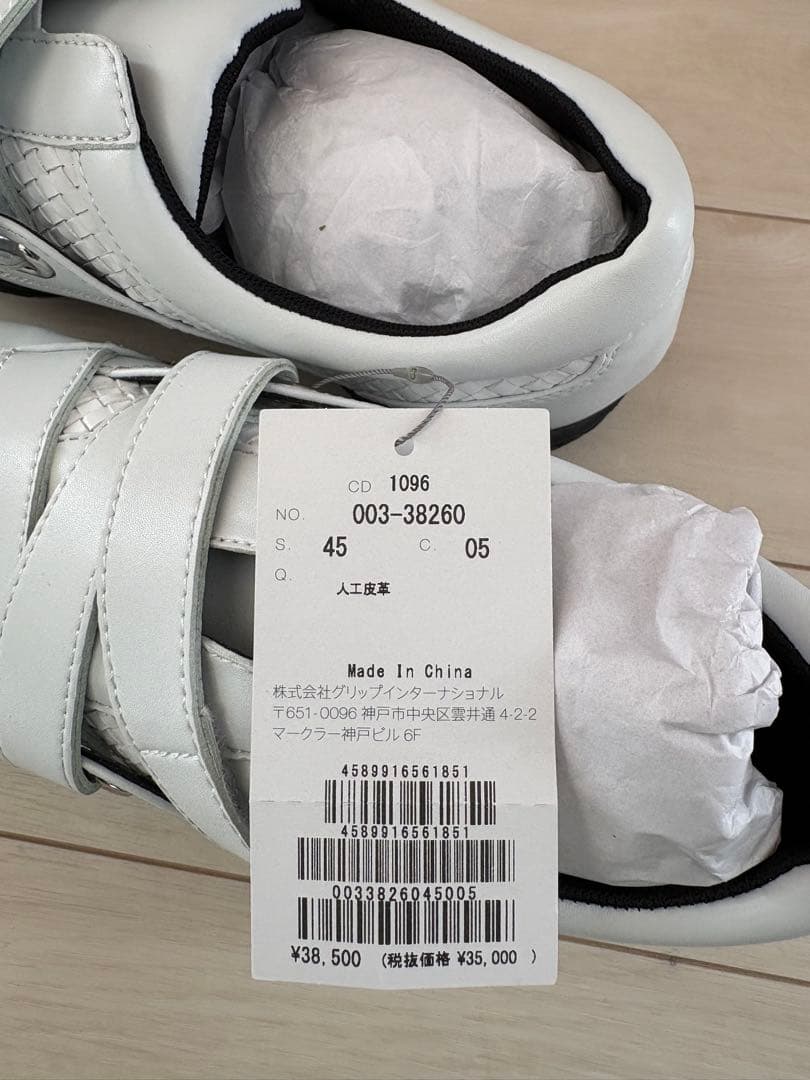 CD 1096
NO. 003-38260
S. 45 C. 05
Q. 人工皮革
Made In China
株式会社グリップインターナショナル
〒651-0096 神戸市中央区雲井通 4-2-2
マークラー神戸ビル 6F
4589916561851
4589916561851
0033826045005
¥38,500 (税抜価格 ¥35,000 )